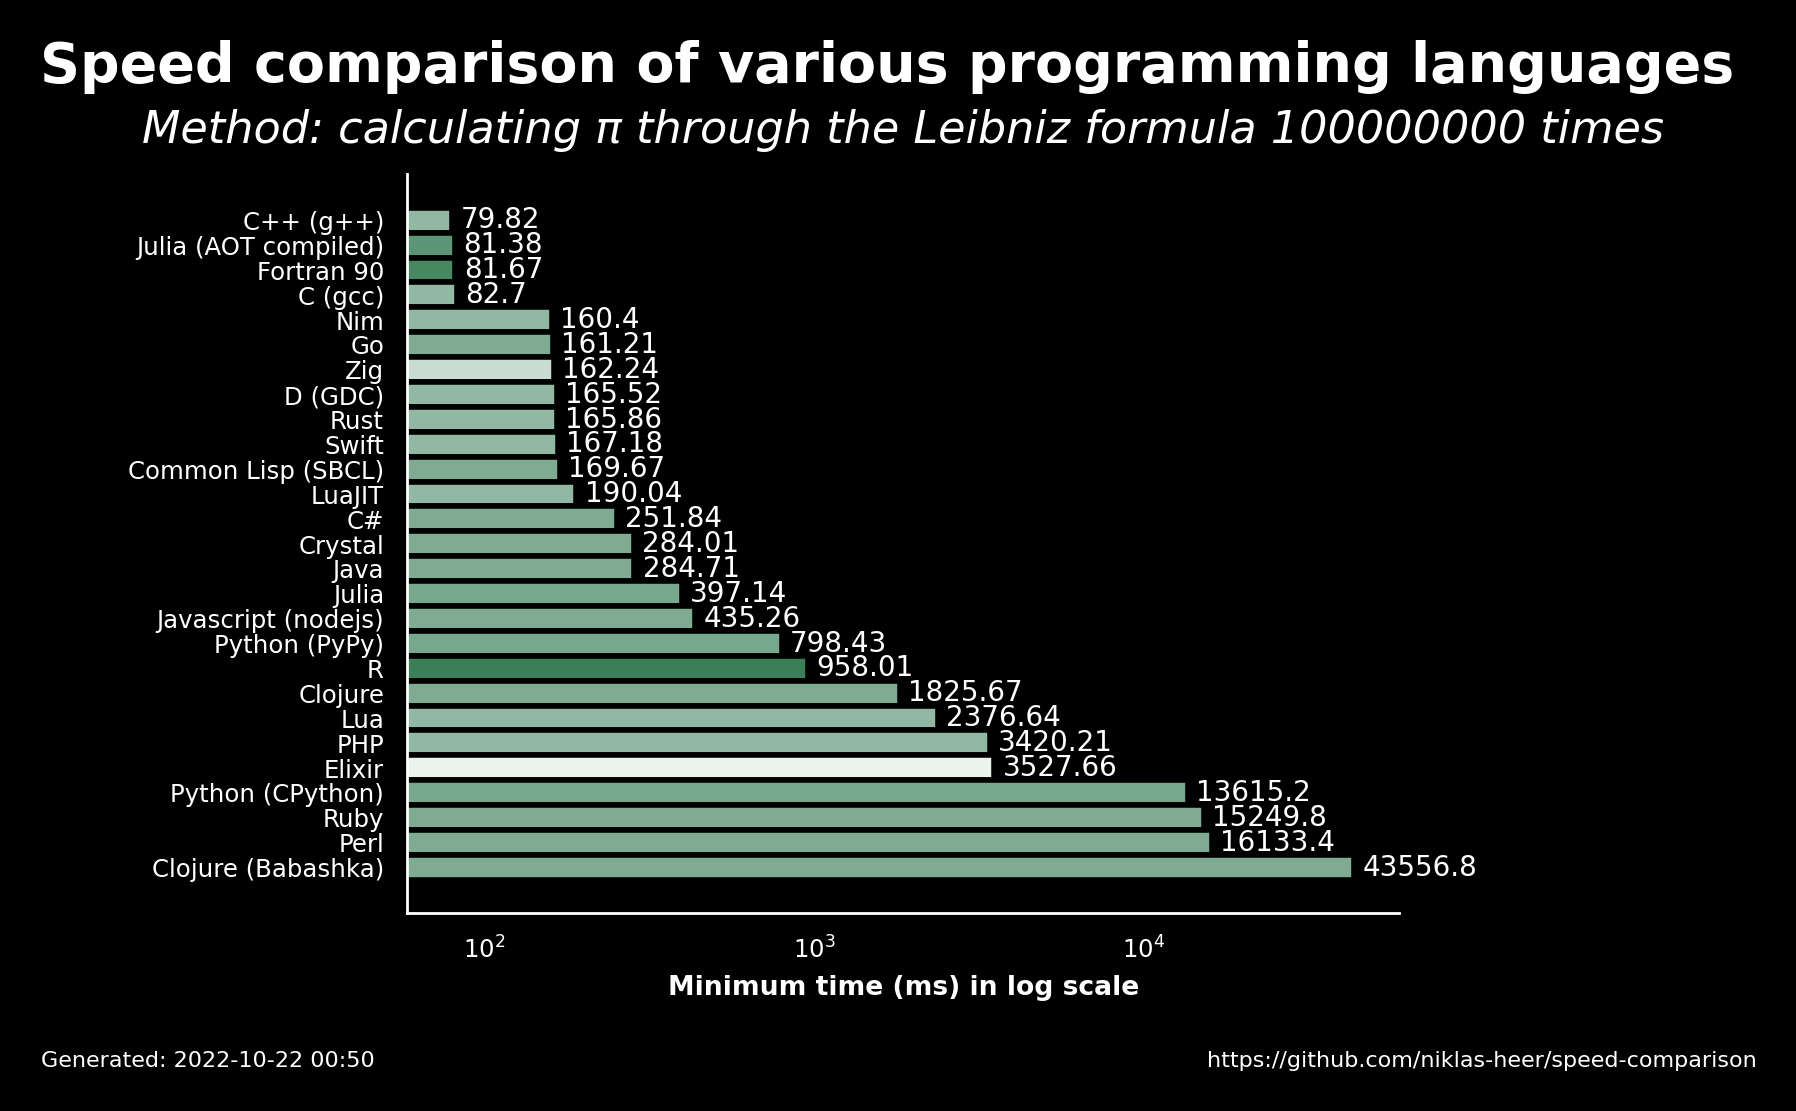 Speed comparison of various programming languages
Method: calculating π through the Leibniz formula 100000000 times
C++ (g++) 79.82
Julia (AOT compiled) 81.38
Fortran 90 81.67
C (gcc) 82.7
Nim 160.4
Go 161.21
Zig 162.24
D (GDC) 165.52
Rust 165.86
Swift 167.18
Common Lisp (SBCL) 169.67
LuaJIT 190.04
C# 251.84
Crystal 284.01
Java 284.71
Julia 397.14
Javascript (nodejs) 435.26
Python (PyPy) 798.43
R 958.01
Clojure 1825.67
Lua 2376.64
PHP 3420.21
Elixir 3527.66
Python (CPython) 13615.2
Ruby 15249.8
Perl 16133.4
Clojure (Babashka) 43556.8
10² 10³ 10⁴
Minimum time (ms) in log scale
Generated: 2022-10-22 00:50 https://github.com/niklas-heer/speed-comparison